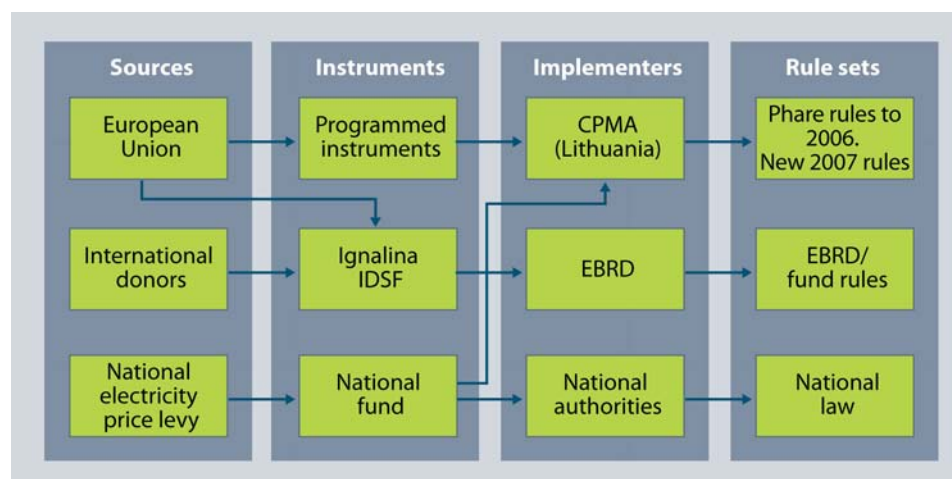 Sources
Instruments
Implementers
Rule sets
European
Union
Programmed
instruments
CPMA
(Lithuania)
Phare rules to
2006.
New 2007 rules
International
donors
Ignalina
IDSF
EBRD
EBRD/
fund rules
National
electricity
price levy
National
fund
National
authorities
National
law